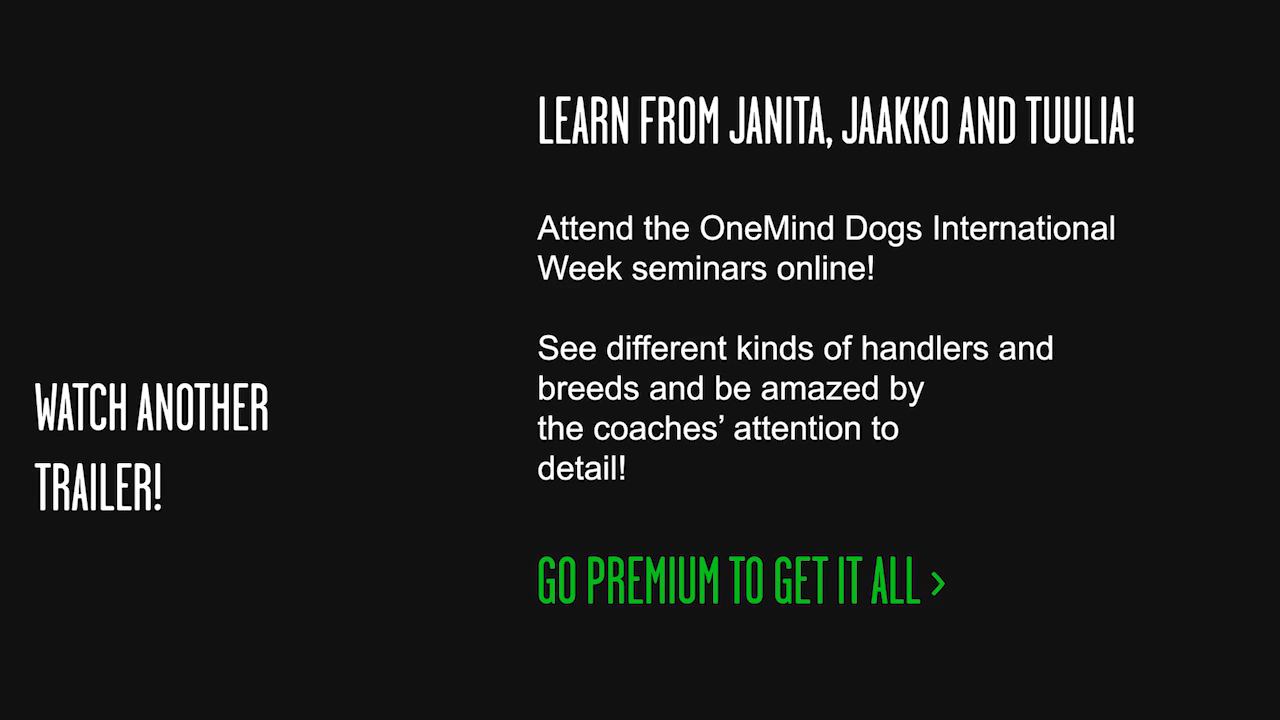 LEARN FROM JANITA, JAAKKO AND TUULIA!
Attend the OneMind Dogs International
Week seminars online!
See different kinds of handlers and
breeds and be amazed by
the coaches’ attention to
detail!
GO PREMIUM TO GET IT ALL >
WATCH ANOTHER
TRAILER!